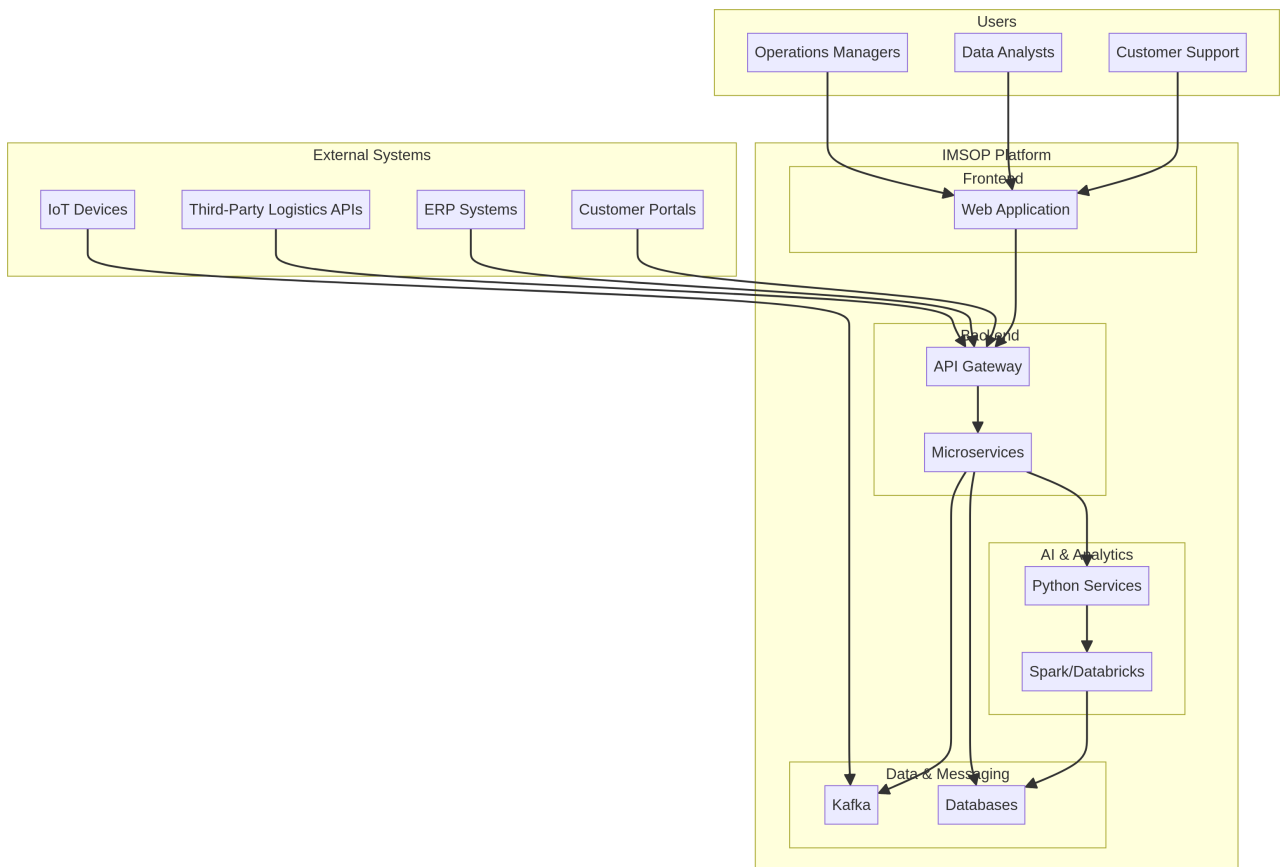 Users
Operations Managers
Data Analysts
Customer Support
External Systems
IoT Devices
Third-Party Logistics APIs
ERP Systems
Customer Portals
IMSOP Platform
Frontend
Web Application
Backend
API Gateway
Microservices
AI & Analytics
Python Services
Spark/Databricks
Data & Messaging
Kafka
Databases